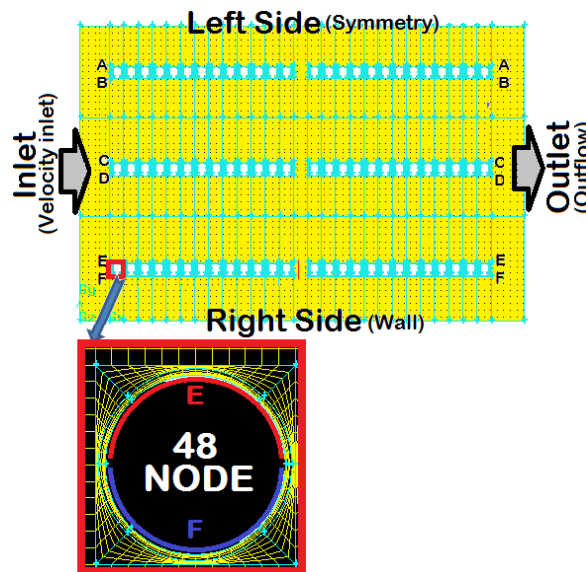 Left Side (Symmetry)
A A
B B
Inlet
(Velocity inlet)
C C
D D
Outlet
(Outflow)
E E
F F
Right Side (Wall)
E
48
NODE
F